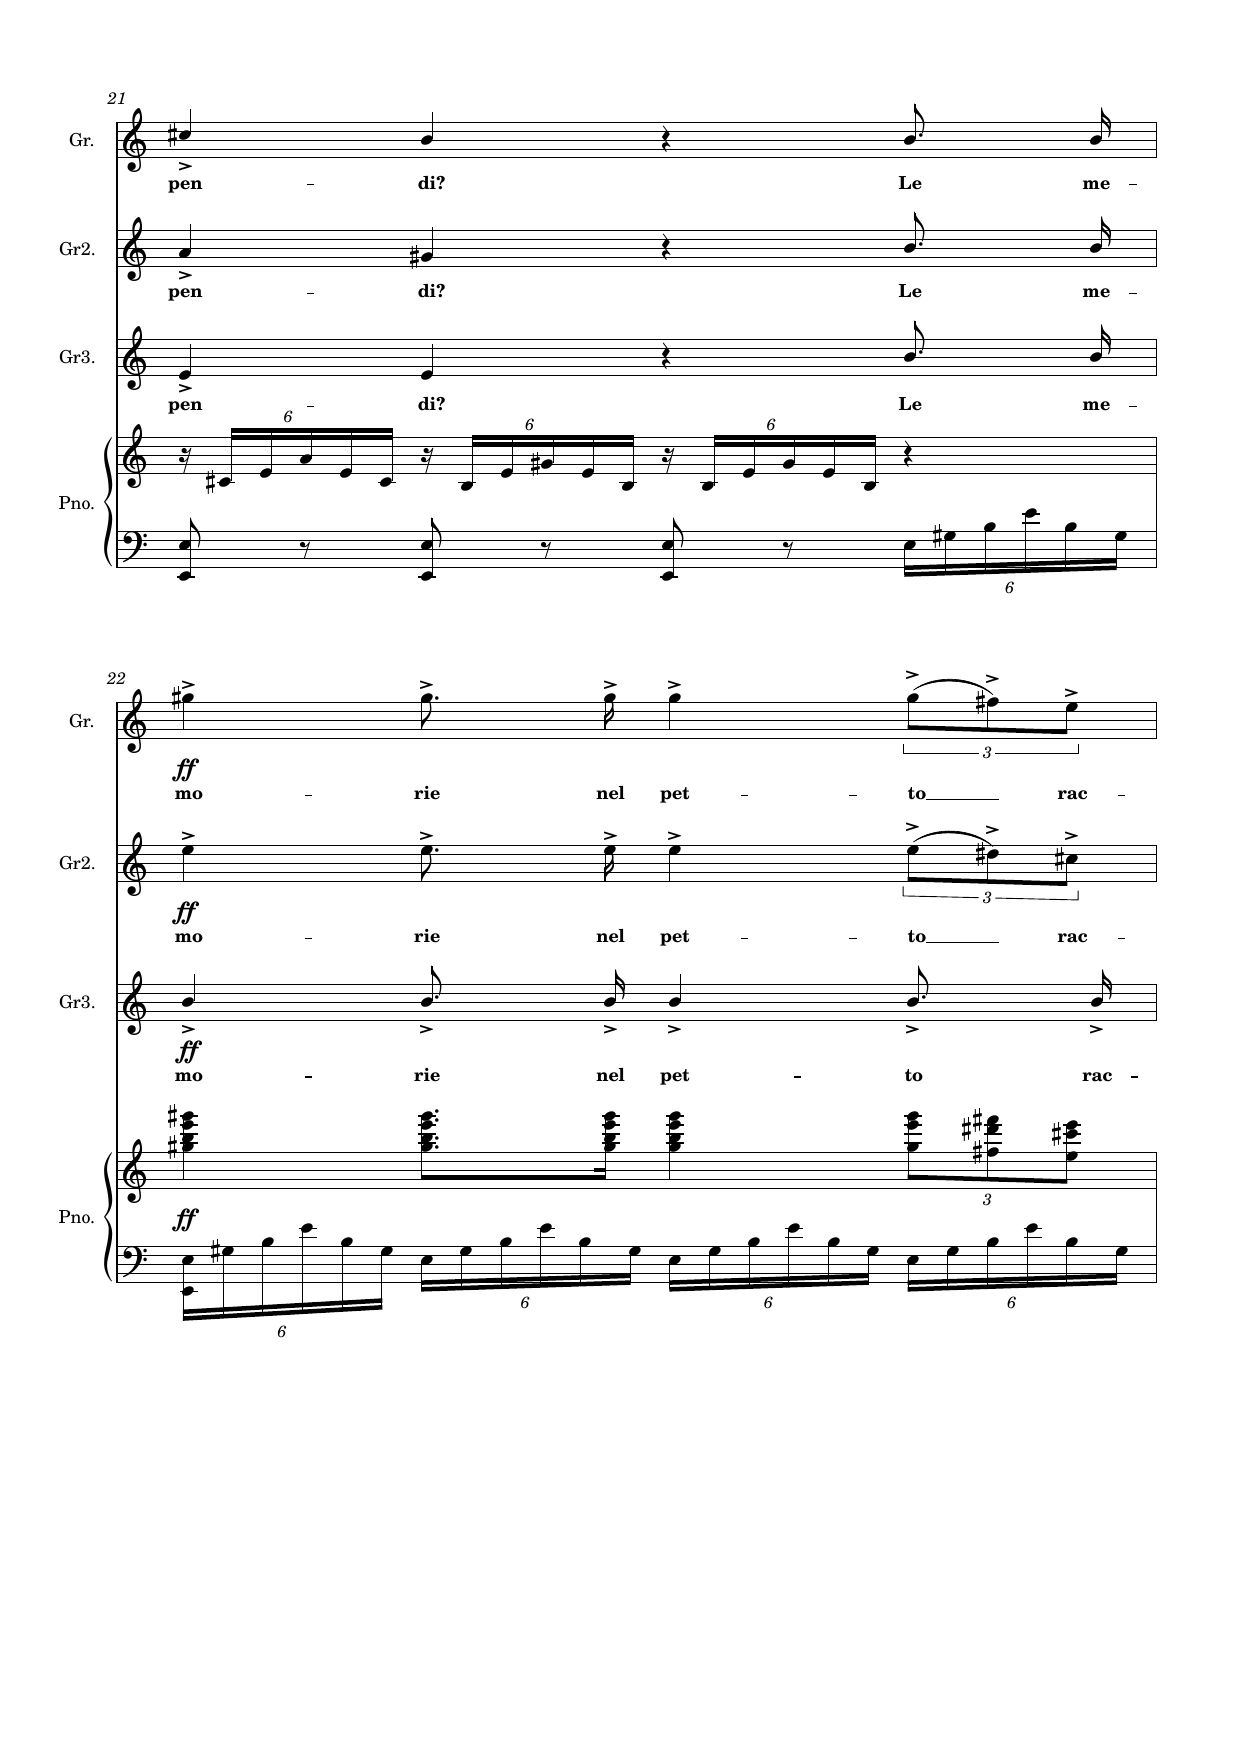 21
Gr.
pen – di? Le me –
Gr2.
pen – di? Le me –
Gr3.
pen – di? Le me –
6 6 6
Pno.
6
22
Gr.
3
ff
mo – rie nel pet – – to__ rac –
Gr2.
3
ff
mo – rie nel pet – – to__ rac –
Gr3.
ff
mo – rie nel pet – to rac –
3
Pno.
ff
6 6 6 6